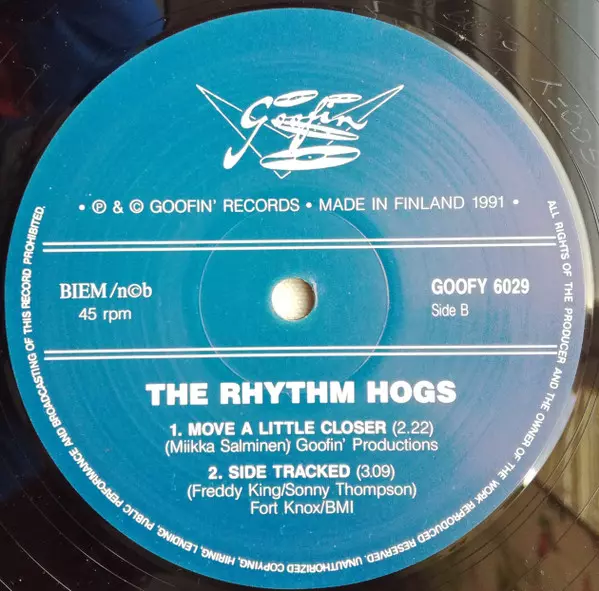 Goofin'
• ℗ & © GOOFIN' RECORDS • MADE IN FINLAND 1991 •
BIEM/n©b
45 rpm
GOOFY 6029
Side B
THE RHYTHM HOGS
1. MOVE A LITTLE CLOSER (2.22)
(Miikka Salminen) Goofin' Productions
2. SIDE TRACKED (3.09)
(Freddy King/Sonny Thompson)
Fort Knox/BMI
ALL RIGHTS OF THE PRODUCER AND THE OWNER OF THE WORK REPRODUCED RESERVED. UNAUTHORIZED COPYING, HIRING, LENDING, PUBLIC PERFORMANCE AND BROADCASTING OF THIS RECORD PROHIBITED.